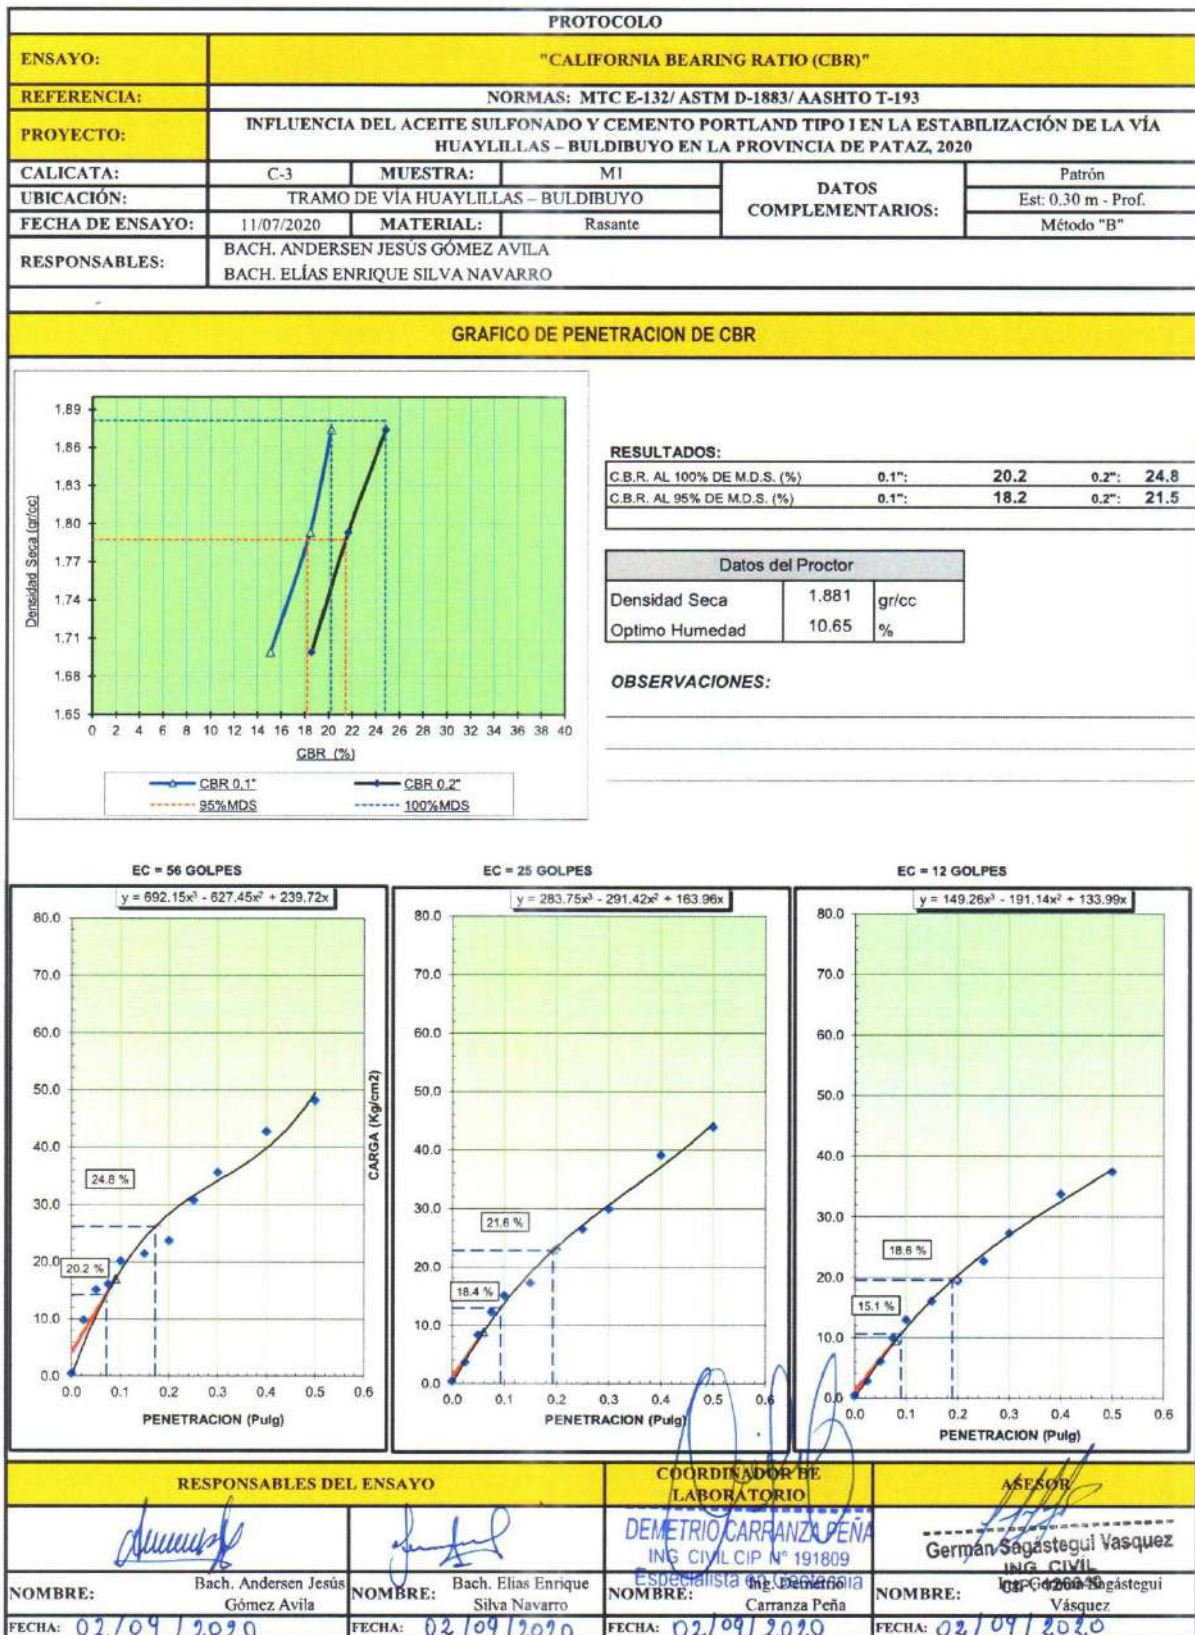 PROTOCOLO
ENSAYO: "CALIFORNIA BEARING RATIO (CBR)"
REFERENCIA: NORMAS: MTC E-132/ ASTM D-1883/ AASHTO T-193
PROYECTO: INFLUENCIA DEL ACEITE SULFONADO Y CEMENTO PORTLAND TIPO I EN LA ESTABILIZACIÓN DE LA VÍA
HUAYLILLAS – BULDIBUYO EN LA PROVINCIA DE PATAZ, 2020
CALICATA: C-3 MUESTRA: M1 DATOS COMPLEMENTARIOS: Patrón
UBICACIÓN: TRAMO DE VÍA HUAYLILLAS – BULDIBUYO Est: 0.30 m - Prof.
FECHA DE ENSAYO: 11/07/2020 MATERIAL: Rasante Método "B"
RESPONSABLES: BACH. ANDERSEN JESÚS GÓMEZ AVILA
BACH. ELÍAS ENRIQUE SILVA NAVARRO
GRAFICO DE PENETRACION DE CBR
Densidad Seca (gr/cc)
1.89
1.86
1.83
1.80
1.77
1.74
1.71
1.68
1.65
0 2 4 6 8 10 12 14 16 18 20 22 24 26 28 30 32 34 36 38 40
CBR (%)
CBR 0.1" CBR 0.2"
95%MDS 100%MDS
RESULTADOS:
C.B.R. AL 100% DE M.D.S. (%) 0.1": 20.2 0.2": 24.8
C.B.R. AL 95% DE M.D.S. (%) 0.1": 18.2 0.2": 21.5
Datos del Proctor
Densidad Seca 1.881 gr/cc
Optimo Humedad 10.65 %
OBSERVACIONES:
EC = 56 GOLPES
y = 692.15x³ - 627.45x² + 239.72x
80.0
70.0
60.0
50.0
40.0
30.0
20.0
10.0
0.0
24.8 %
20.2 %
0.0 0.1 0.2 0.3 0.4 0.5 0.6
PENETRACION (Pulg)
EC = 25 GOLPES
y = 283.75x³ - 291.42x² + 163.96x
CARGA (Kg/cm2)
80.0
70.0
60.0
50.0
40.0
30.0
20.0
10.0
0.0
21.6 %
18.4 %
0.0 0.1 0.2 0.3 0.4 0.5 0.6
PENETRACION (Pulg)
EC = 12 GOLPES
y = 149.26x³ - 191.14x² + 133.99x
80.0
70.0
60.0
50.0
40.0
30.0
20.0
10.0
0.0
18.6 %
15.1 %
0.0 0.1 0.2 0.3 0.4 0.5 0.6
PENETRACION (Pulg)
RESPONSABLES DEL ENSAYO COORDINADOR DE LABORATORIO ASESOR
DEMETRIO CARRANZA PEÑA
ING. CIVIL CIP N° 191809
Especialista en Geotecnia
Germán Sagástegui Vasquez
ING. CIVIL
NOMBRE: Bach. Andersen Jesús Gómez Avila
NOMBRE: Bach. Elias Enrique Silva Navarro
NOMBRE: Ing. Demetrio Carranza Peña
NOMBRE: Ing. Germán Sagástegui Vásquez
FECHA: 02/09/2020 FECHA: 02/09/2020 FECHA: 02/09/2020 FECHA: 02/09/2020